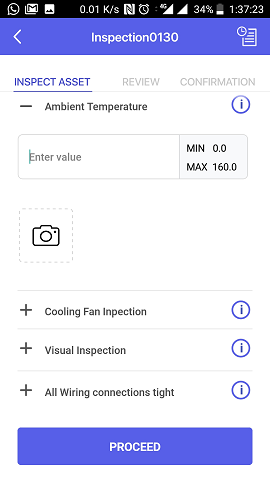 0.01 K/s 4G 34% 1:37:23
Inspection0130
INSPECT ASSET REVIEW CONFIRMATION
Ambient Temperature
Enter value
MIN 0.0
MAX 160.0
Cooling Fan Inpection
Visual Inspection
All Wiring connections tight
PROCEED